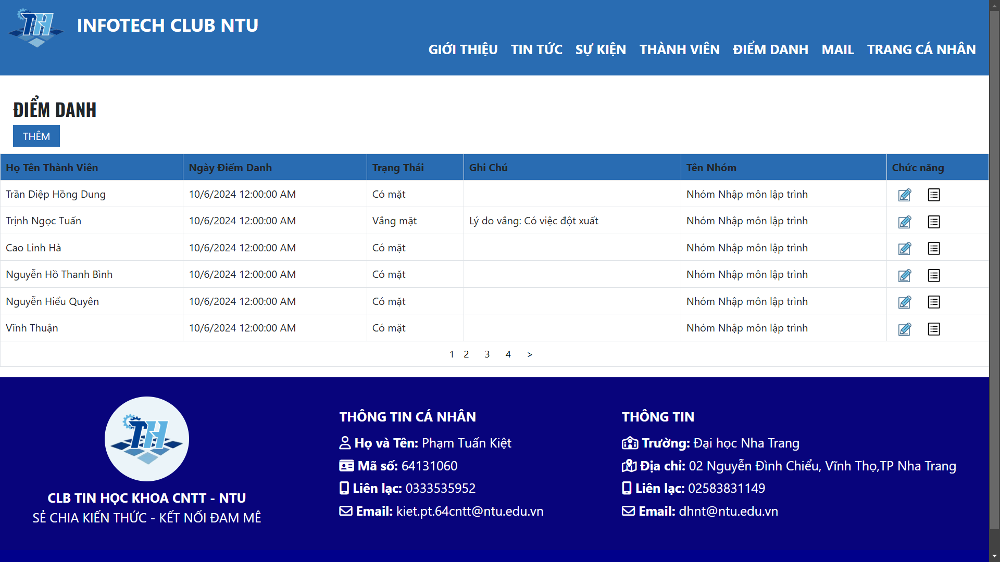 TH INFOTECH CLUB NTU
GIỚI THIỆU TIN TỨC SỰ KIỆN THÀNH VIÊN ĐIỂM DANH MAIL TRANG CÁ NHÂN
ĐIỂM DANH
THÊM
Họ Tên Thành Viên Ngày Điểm Danh Trạng Thái Ghi Chú Tên Nhóm Chức năng
Trần Diệp Hồng Dung 10/6/2024 12:00:00 AM Có mặt Nhóm Nhập môn lập trình
Trịnh Ngọc Tuấn 10/6/2024 12:00:00 AM Vắng mặt Lý do vắng: Có việc đột xuất Nhóm Nhập môn lập trình
Cao Linh Hà 10/6/2024 12:00:00 AM Có mặt Nhóm Nhập môn lập trình
Nguyễn Hồ Thanh Bình 10/6/2024 12:00:00 AM Có mặt Nhóm Nhập môn lập trình
Nguyễn Hiểu Quyên 10/6/2024 12:00:00 AM Có mặt Nhóm Nhập môn lập trình
Vĩnh Thuận 10/6/2024 12:00:00 AM Có mặt Nhóm Nhập môn lập trình
1 2 3 4 >
TH
CLB TIN HỌC KHOA CNTT - NTU
SẺ CHIA KIẾN THỨC - KẾT NỐI ĐAM MÊ
THÔNG TIN CÁ NHÂN
Họ và Tên: Phạm Tuấn Kiệt
Mã số: 64131060
Liên lạc: 0333535952
Email: kiet.pt.64cntt@ntu.edu.vn
THÔNG TIN
Trường: Đại học Nha Trang
Địa chỉ: 02 Nguyễn Đình Chiểu, Vĩnh Thọ,TP Nha Trang
Liên lạc: 02583831149
Email: dhnt@ntu.edu.vn